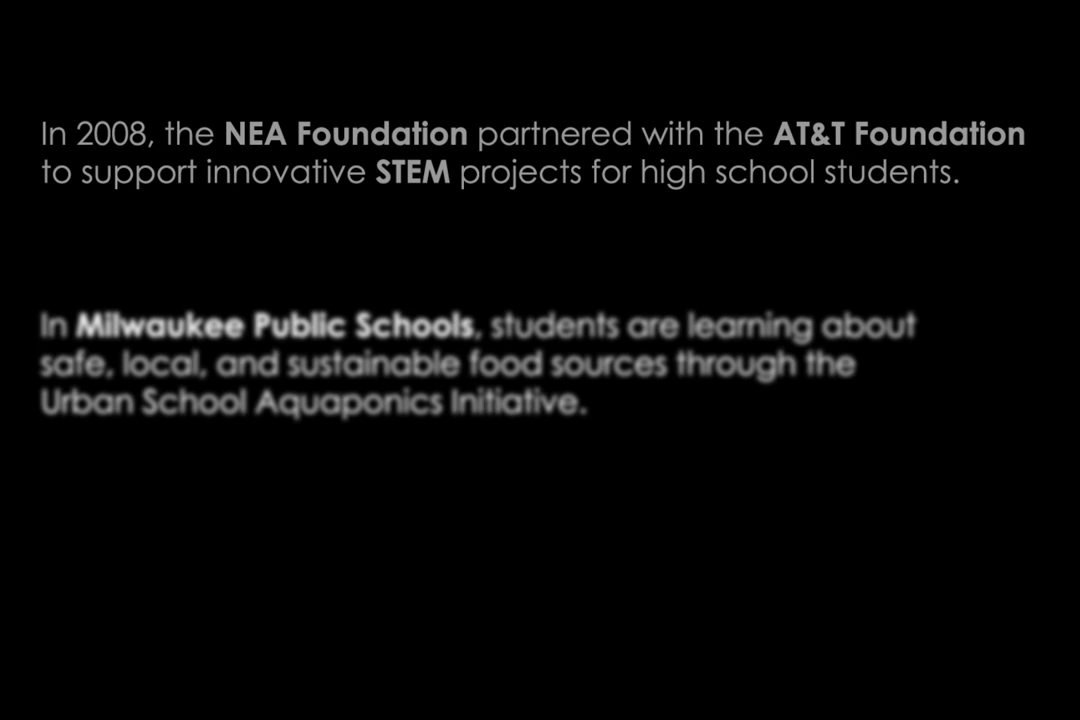 In 2008, the NEA Foundation partnered with the AT&T Foundation
to support innovative STEM projects for high school students.
In Milwaukee Public Schools, students are learning about
safe, local, and sustainable food sources through the
Urban School Aquaponics Initiative.